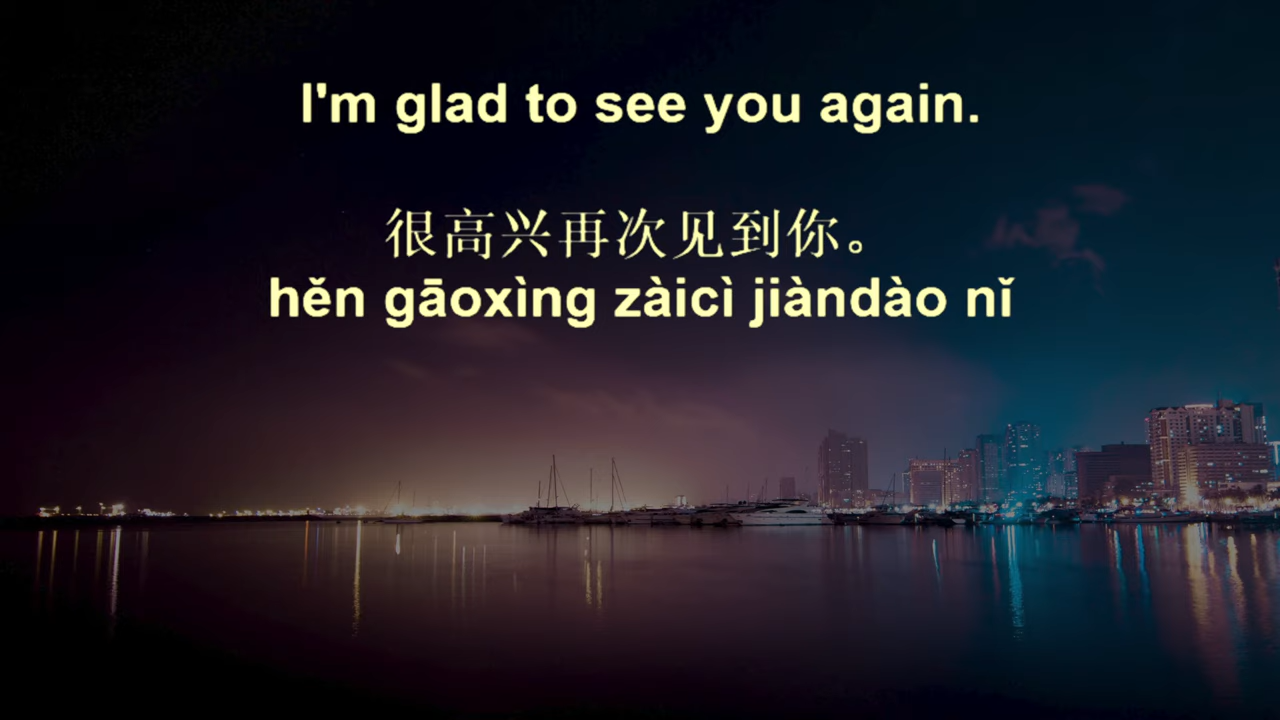 I'm glad to see you again.
很高兴再次见到你。
hěn gāoxìng zàicì jiàndào nǐ